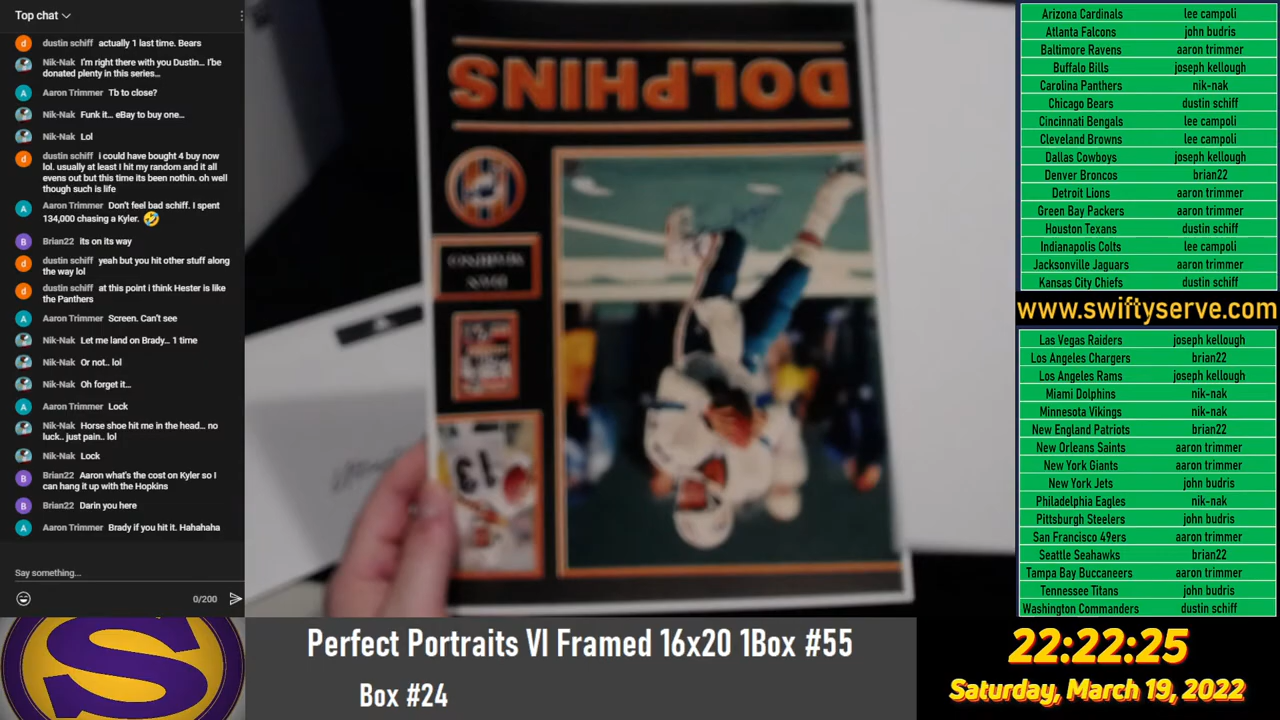 Top chat
dustin schiff actually 1 last time. Bears
Nik-Nak I'm right there with you Dustin... I'be
donated plenty in this series...
Aaron Trimmer Tb to close?
Nik-Nak Funk it... eBay to buy one...
Nik-Nak Lol
dustin schiff i could have bought 4 buy now
lol. usually at least I hit my random and it all
evens out but this time its been nothin. oh well
though such is life
Aaron Trimmer Don't feel bad schiff. I spent
134,000 chasing a Kyler. 🤣
Brian22 its on its way
dustin schiff yeah but you hit other stuff along
the way lol
dustin schiff at this point i think Hester is like
the Panthers
Aaron Trimmer Screen. Can't see
Nik-Nak Let me land on Brady... 1 time
Nik-Nak Or not.. lol
Nik-Nak Oh forget it...
Aaron Trimmer Lock
Nik-Nak Horse shoe hit me in the head... no
luck.. just pain.. lol
Nik-Nak Lock
Brian22 Aaron what's the cost on Kyler so I
can hang it up with the Hopkins
Brian22 Darin you here
Aaron Trimmer Brady if you hit it. Hahahaha
Say something...
0/200
DOLPHINS
DAN
MARINO
13
Perfect Portraits VI Framed 16x20 1Box #55
Box #24
Arizona Cardinals lee campoli
Atlanta Falcons john budris
Baltimore Ravens aaron trimmer
Buffalo Bills joseph kellough
Carolina Panthers nik-nak
Chicago Bears dustin schiff
Cincinnati Bengals lee campoli
Cleveland Browns lee campoli
Dallas Cowboys joseph kellough
Denver Broncos brian22
Detroit Lions aaron trimmer
Green Bay Packers aaron trimmer
Houston Texans dustin schiff
Indianapolis Colts lee campoli
Jacksonville Jaguars aaron trimmer
Kansas City Chiefs dustin schiff
www.swiftyserve.com
Las Vegas Raiders joseph kellough
Los Angeles Chargers brian22
Los Angeles Rams joseph kellough
Miami Dolphins nik-nak
Minnesota Vikings nik-nak
New England Patriots brian22
New Orleans Saints aaron trimmer
New York Giants aaron trimmer
New York Jets john budris
Philadelphia Eagles nik-nak
Pittsburgh Steelers john budris
San Francisco 49ers aaron trimmer
Seattle Seahawks brian22
Tampa Bay Buccaneers aaron trimmer
Tennessee Titans john budris
Washington Commanders dustin schiff
22:22:25
Saturday, March 19, 2022
S